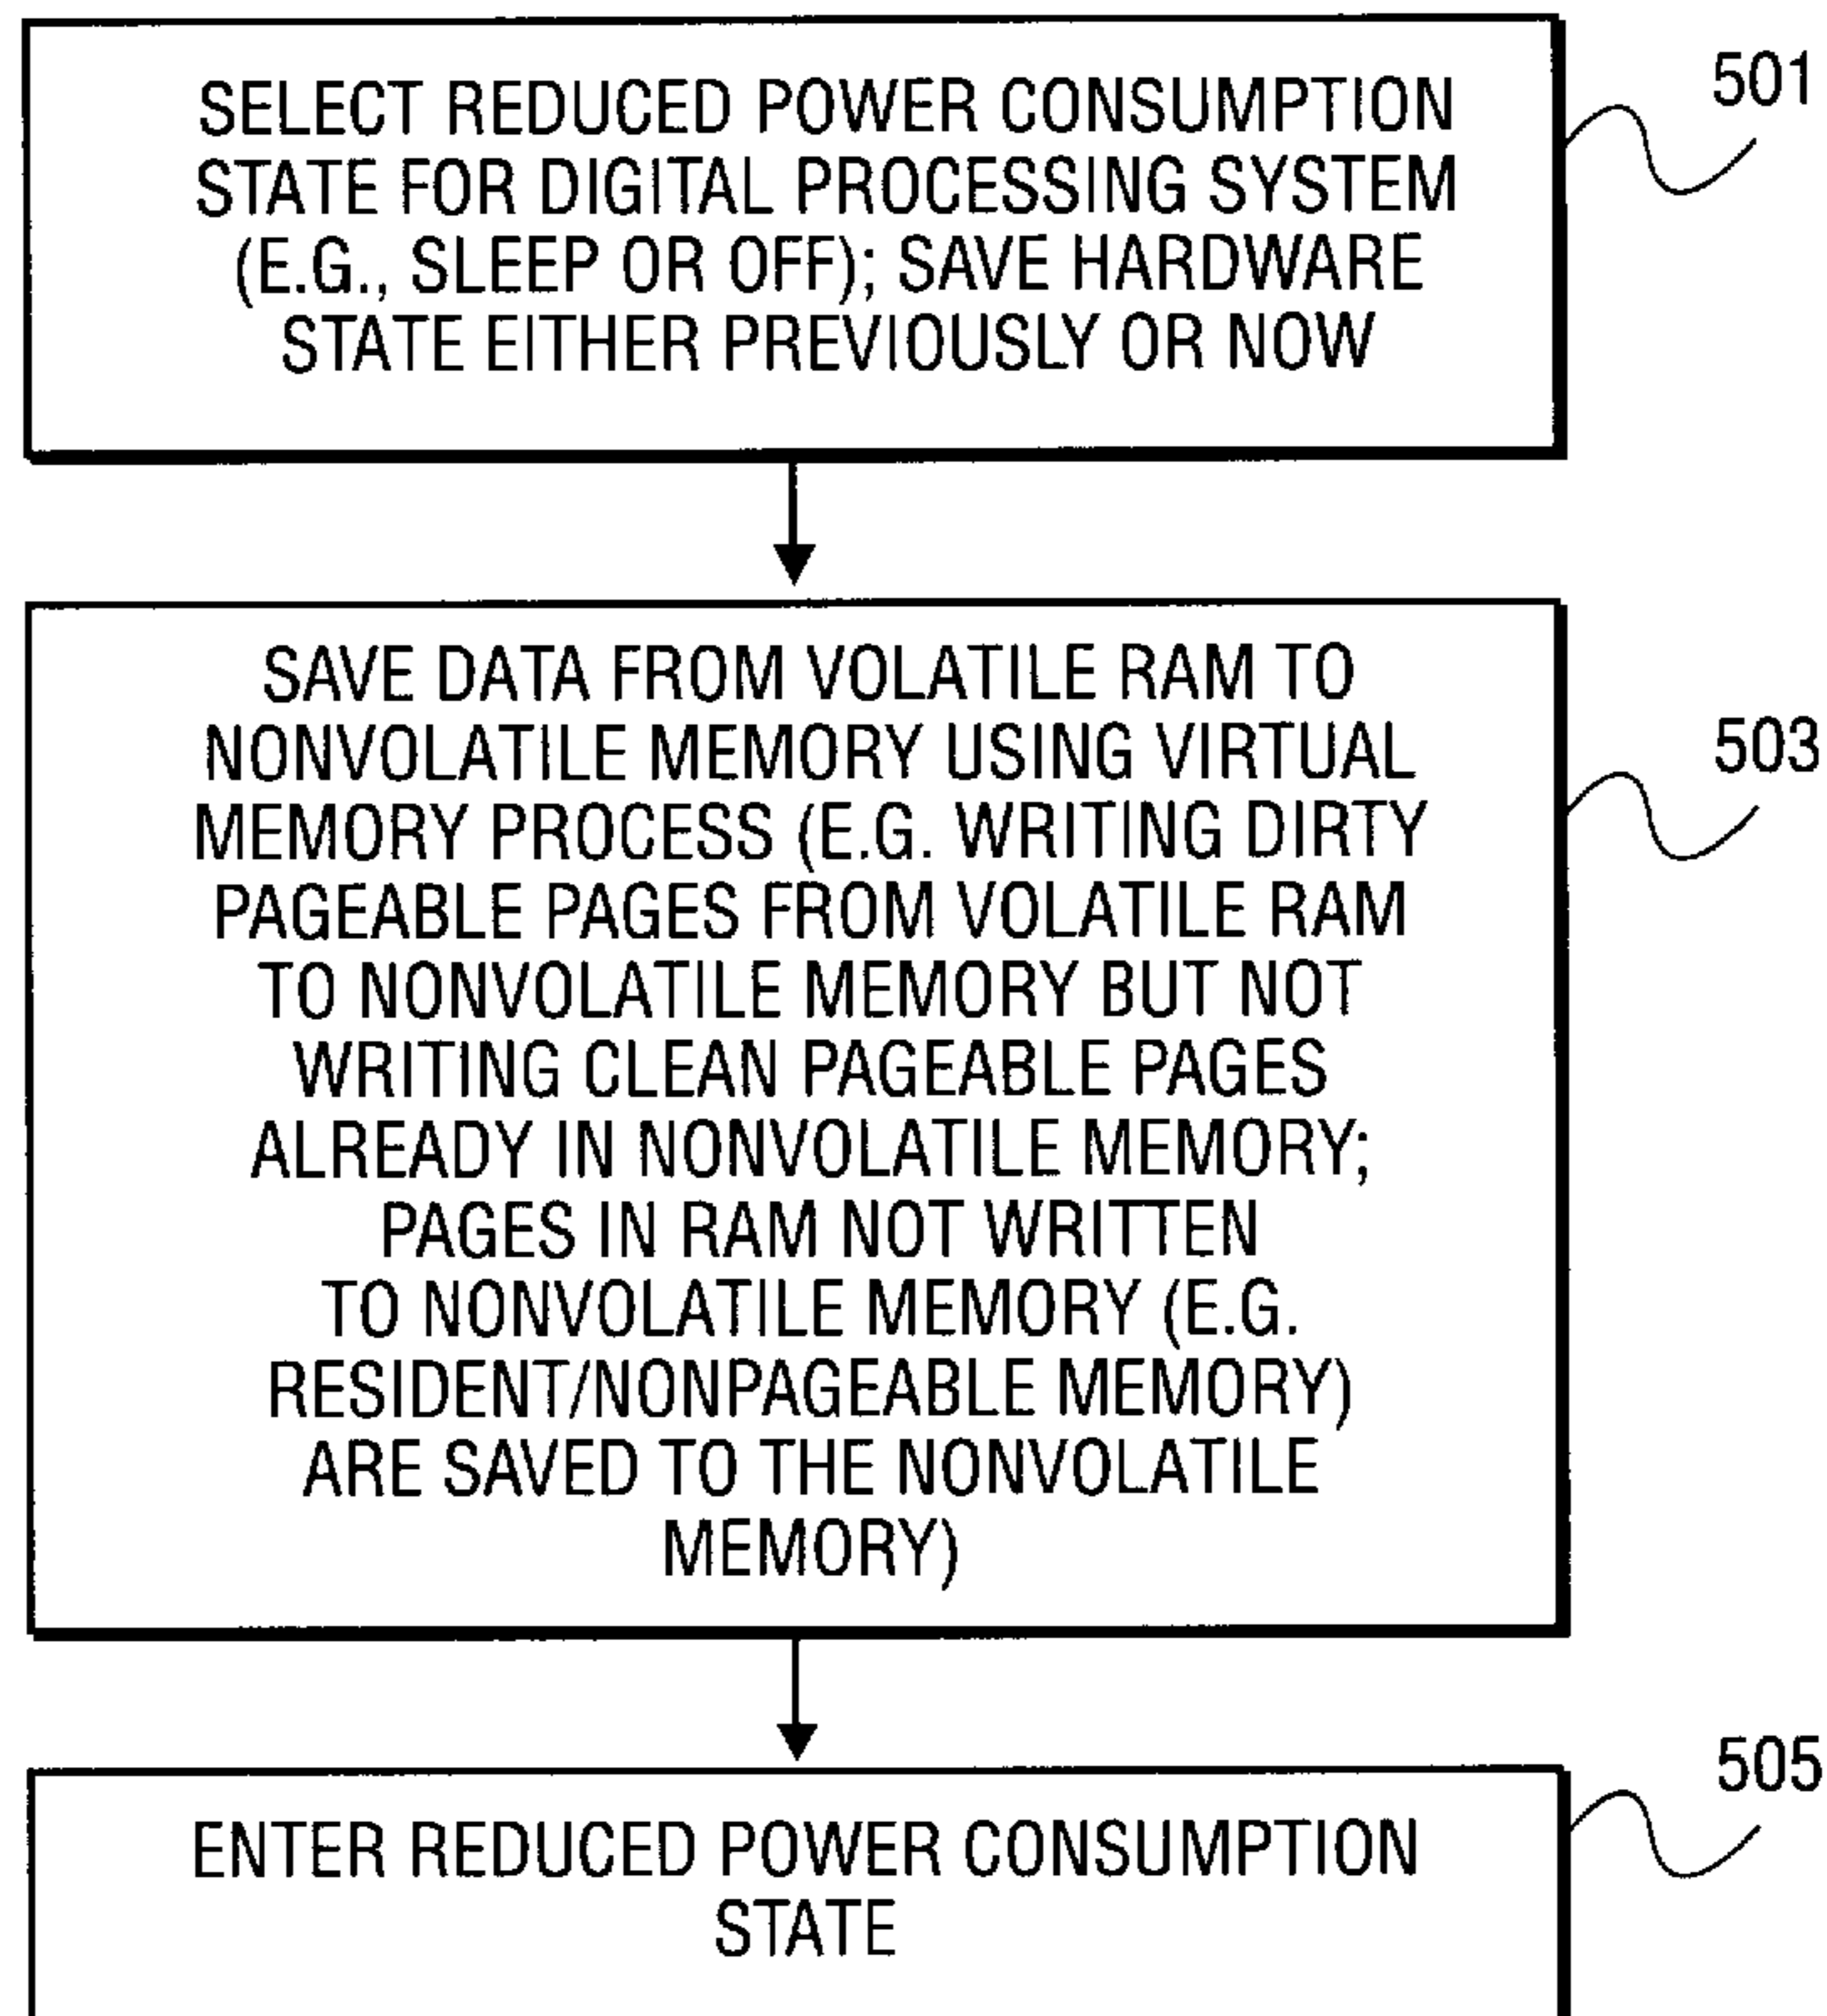 SELECT REDUCED POWER CONSUMPTION
STATE FOR DIGITAL PROCESSING SYSTEM
(E.G., SLEEP OR OFF); SAVE HARDWARE
STATE EITHER PREVIOUSLY OR NOW
501
SAVE DATA FROM VOLATILE RAM TO
NONVOLATILE MEMORY USING VIRTUAL
MEMORY PROCESS (E.G. WRITING DIRTY
PAGEABLE PAGES FROM VOLATILE RAM
TO NONVOLATILE MEMORY BUT NOT
WRITING CLEAN PAGEABLE PAGES
ALREADY IN NONVOLATILE MEMORY;
PAGES IN RAM NOT WRITTEN
TO NONVOLATILE MEMORY (E.G.
RESIDENT/NONPAGEABLE MEMORY)
ARE SAVED TO THE NONVOLATILE
MEMORY)
503
ENTER REDUCED POWER CONSUMPTION
STATE
505